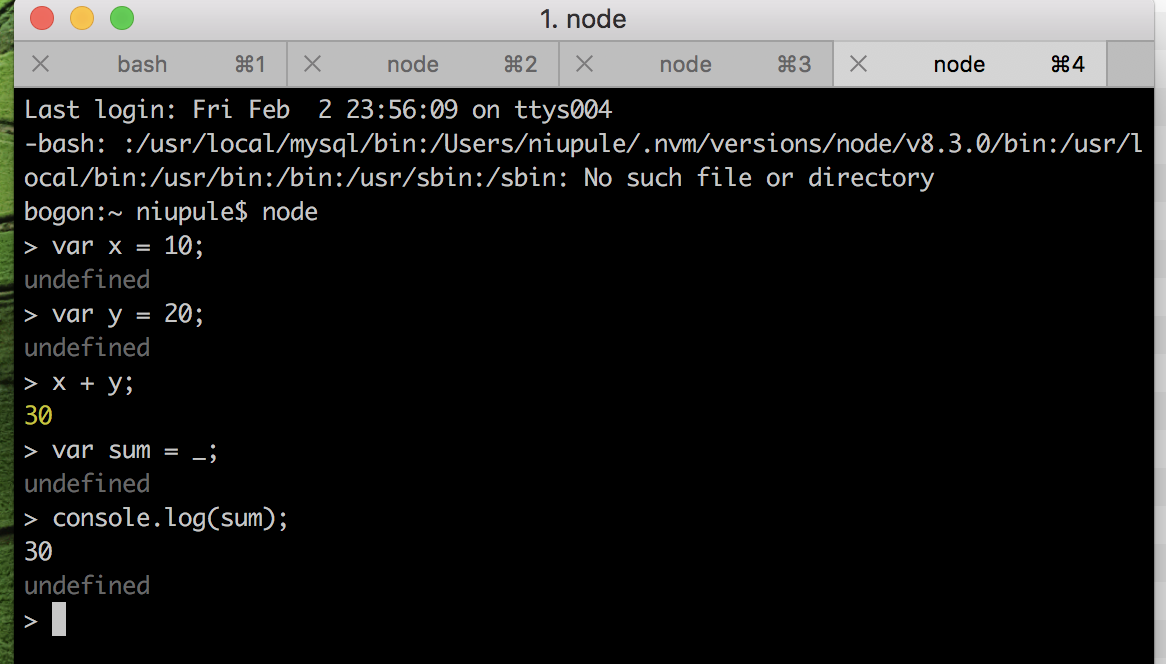 1. node
bash ⌘1 node ⌘2 node ⌘3 node ⌘4
Last login: Fri Feb  2 23:56:09 on ttys004
-bash: :/usr/local/mysql/bin:/Users/niupule/.nvm/versions/node/v8.3.0/bin:/usr/l
ocal/bin:/usr/bin:/bin:/usr/sbin:/sbin: No such file or directory
bogon:~ niupule$ node
> var x = 10;
undefined
> var y = 20;
undefined
> x + y;
30
> var sum = _;
undefined
> console.log(sum);
30
undefined
>